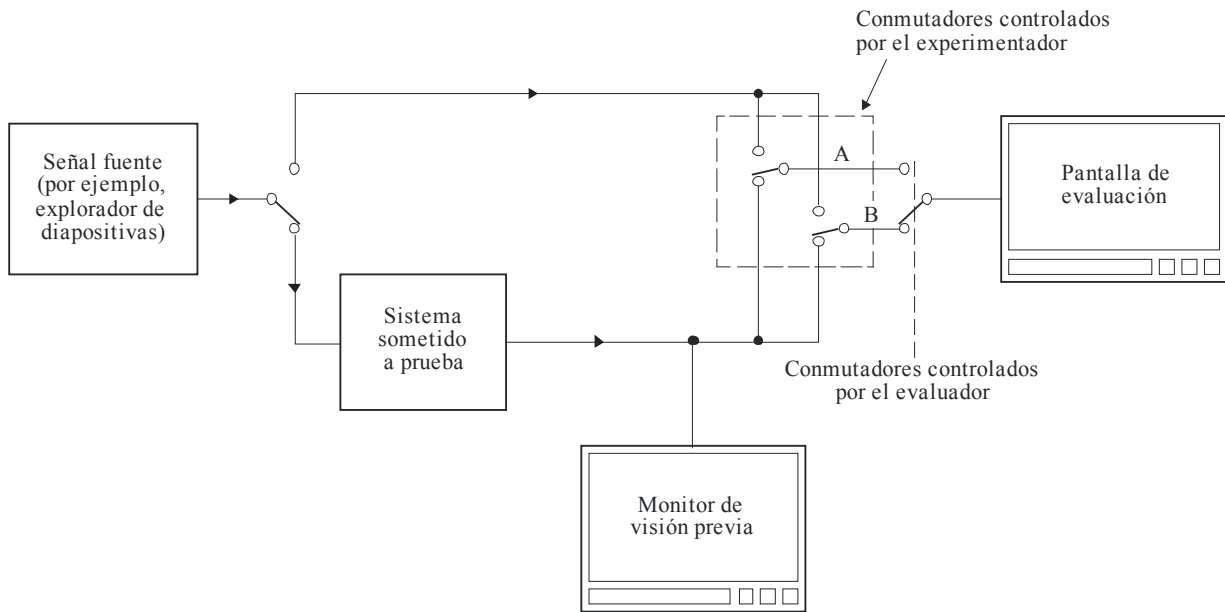 Conmutadores controlados
por el experimentador
Señal fuente
(por ejemplo,
explorador de
diapositivas)
A
B
Pantalla de
evaluación
Sistema
sometido
a prueba
Conmutadores controlados
por el evaluador
Monitor de
visión previa